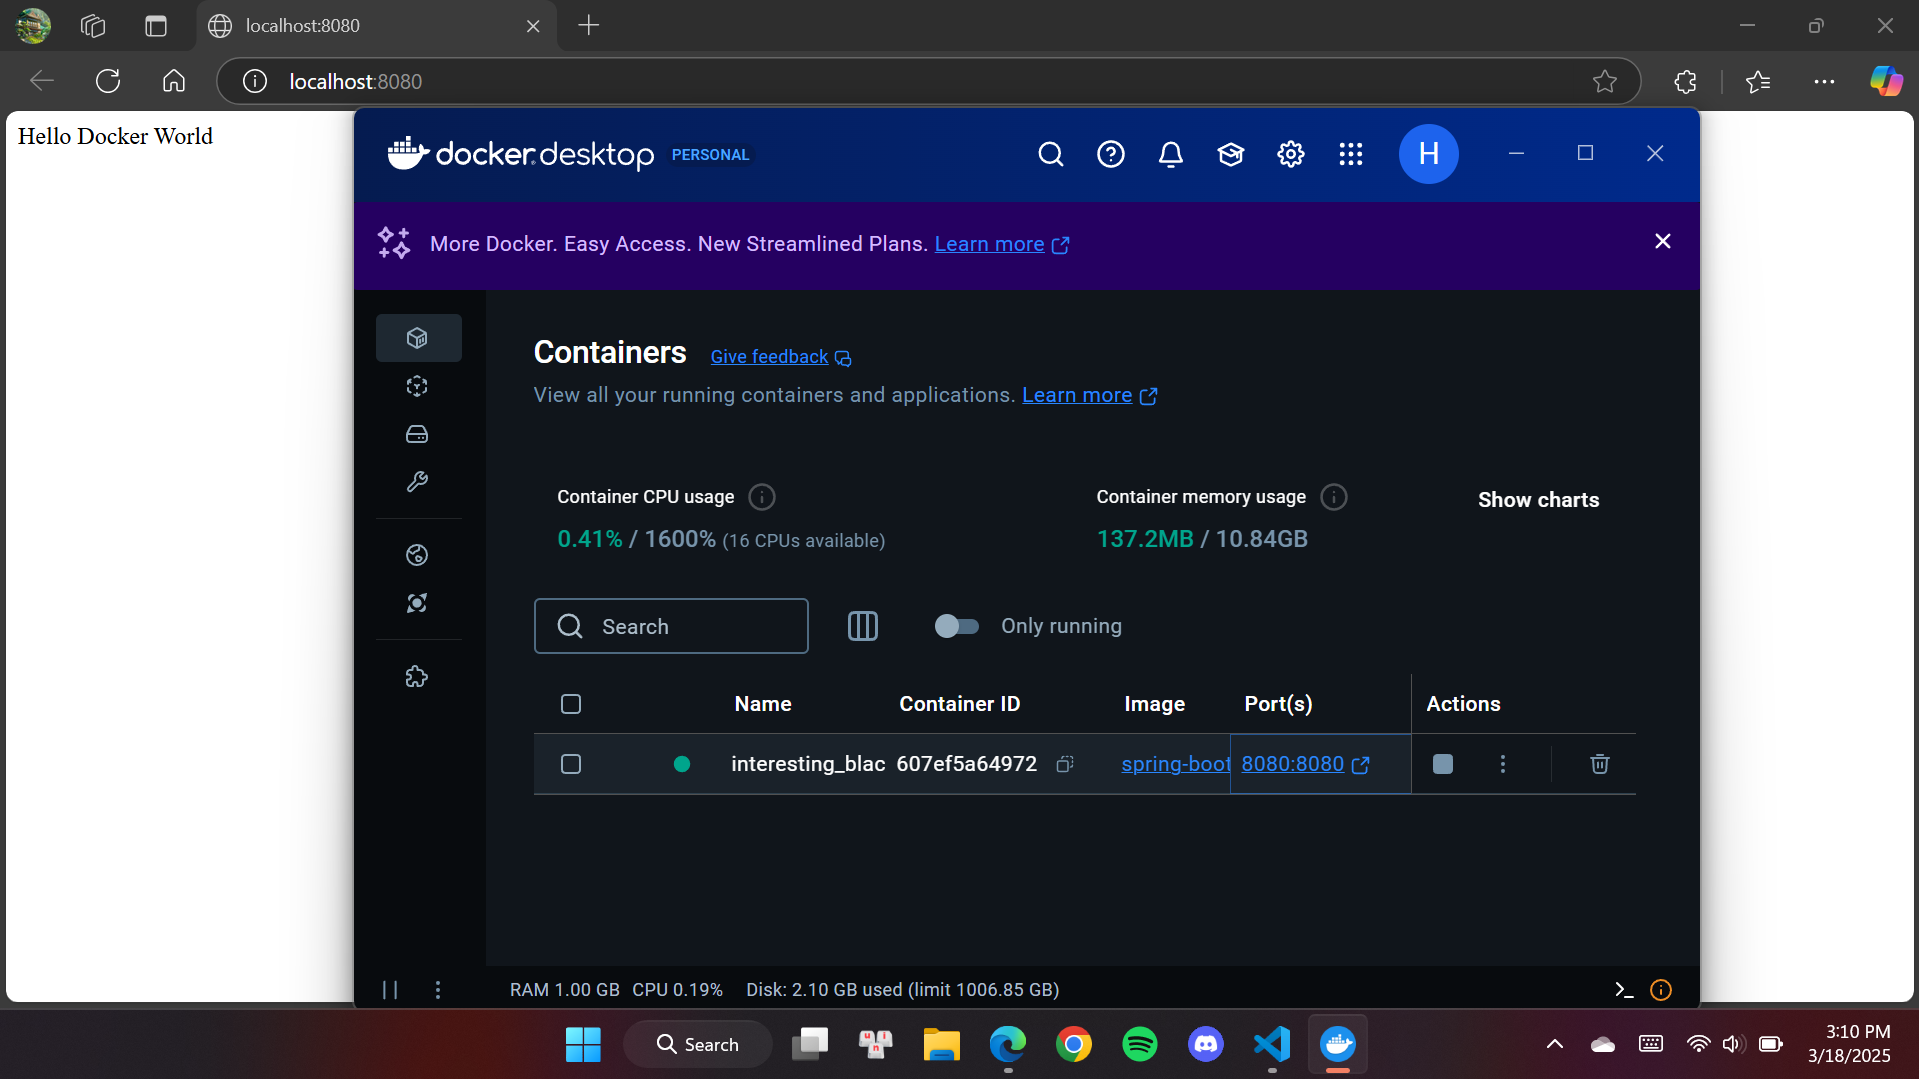 localhost:8080
localhost:8080
Hello Docker World
docker desktop PERSONAL
H
More Docker. Easy Access. New Streamlined Plans. Learn more
Containers Give feedback
View all your running containers and applications. Learn more
Container CPU usage
0.41% / 1600% (16 CPUs available)
Container memory usage
137.2MB / 10.84GB
Show charts
Search
Only running
Name Container ID Image Port(s) Actions
interesting_blac 607ef5a64972 spring-boot 8080:8080
RAM 1.00 GB CPU 0.19% Disk: 2.10 GB used (limit 1006.85 GB)
Search
u i n
3:10 PM
3/18/2025